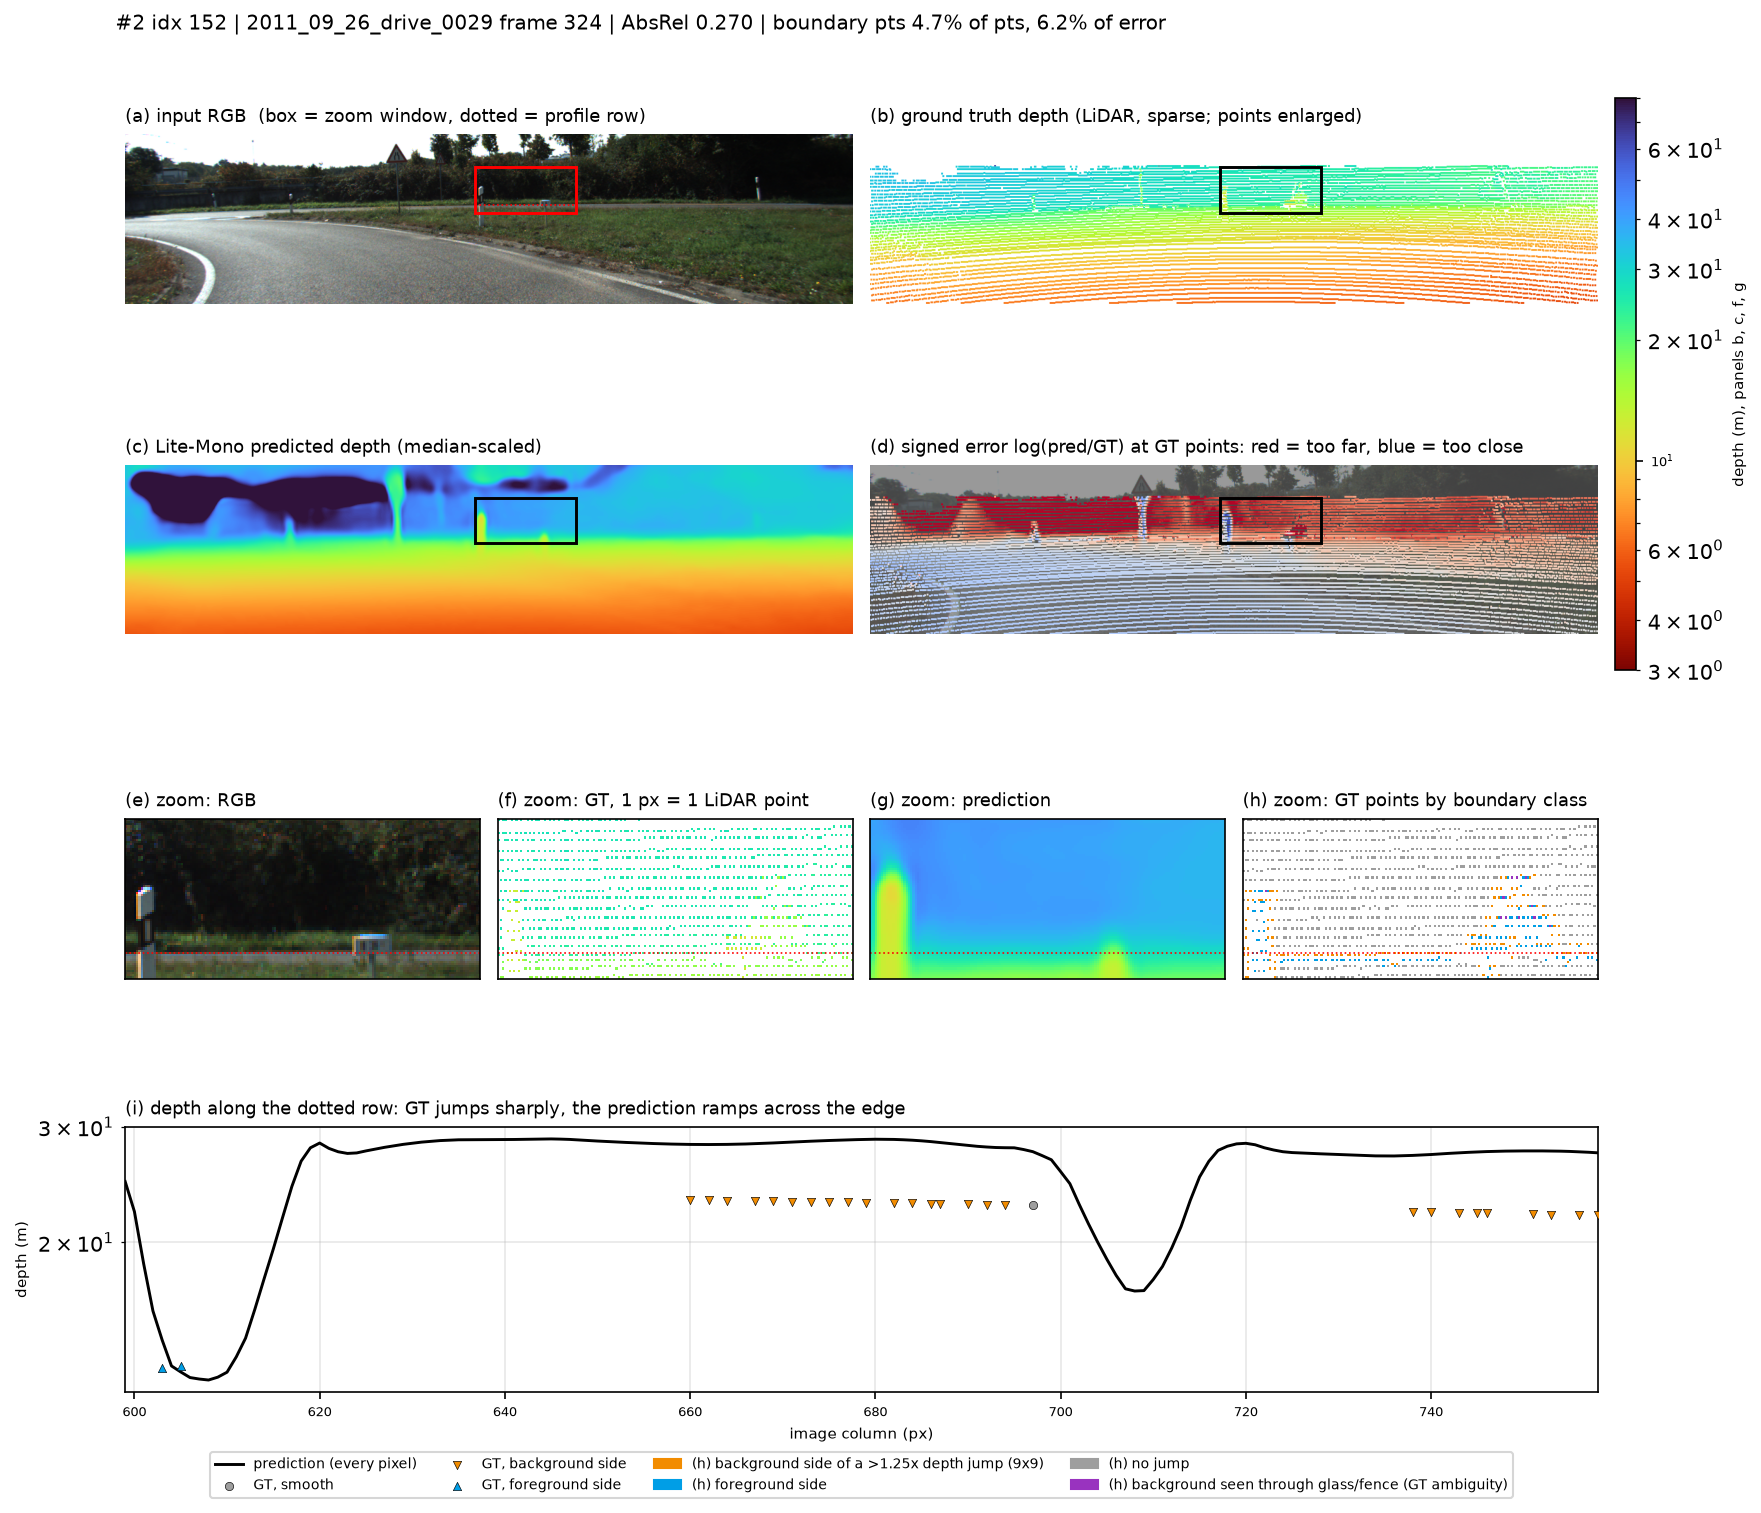 #2 idx 152 | 2011_09_26_drive_0029 frame 324 | AbsRel 0.270 | boundary pts 4.7% of pts, 6.2% of error
(a) input RGB  (box = zoom window, dotted = profile row)
(b) ground truth depth (LiDAR, sparse; points enlarged)
6 × 10¹
4 × 10¹
3 × 10¹
2 × 10¹
10¹
6 × 10⁰
4 × 10⁰
3 × 10⁰
depth (m), panels b, c, f, g
(c) Lite-Mono predicted depth (median-scaled)
(d) signed error log(pred/GT) at GT points: red = too far, blue = too close
(e) zoom: RGB
(f) zoom: GT, 1 px = 1 LiDAR point
(g) zoom: prediction
(h) zoom: GT points by boundary class
(i) depth along the dotted row: GT jumps sharply, the prediction ramps across the edge
3 × 10¹
2 × 10¹
depth (m)
600 620 640 660 680 700 720 740
image column (px)
prediction (every pixel)
GT, smooth
GT, background side
GT, foreground side
(h) background side of a >1.25x depth jump (9x9)
(h) foreground side
(h) no jump
(h) background seen through glass/fence (GT ambiguity)